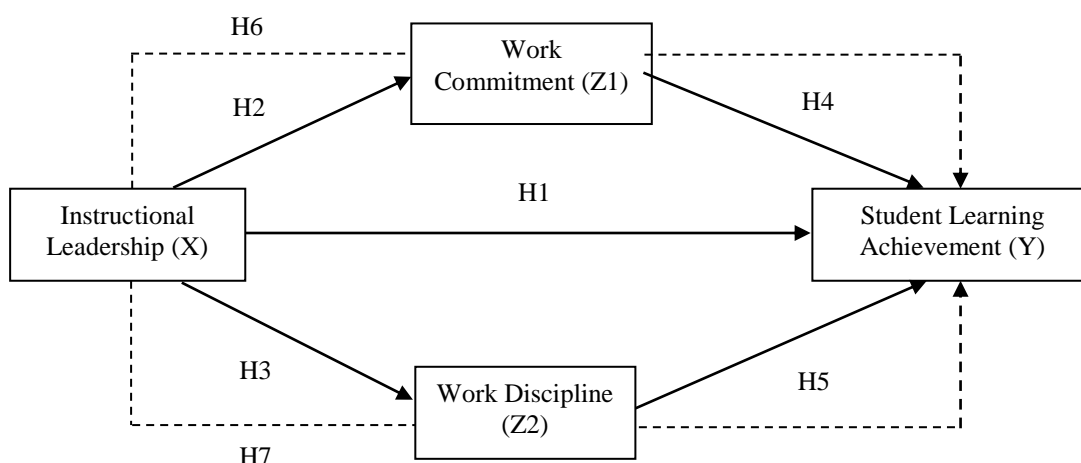 H6
Work
Commitment (Z1)
H2
H4
H1
Instructional
Leadership (X)
Student Learning
Achievement (Y)
H3
Work Discipline
(Z2)
H5
H7